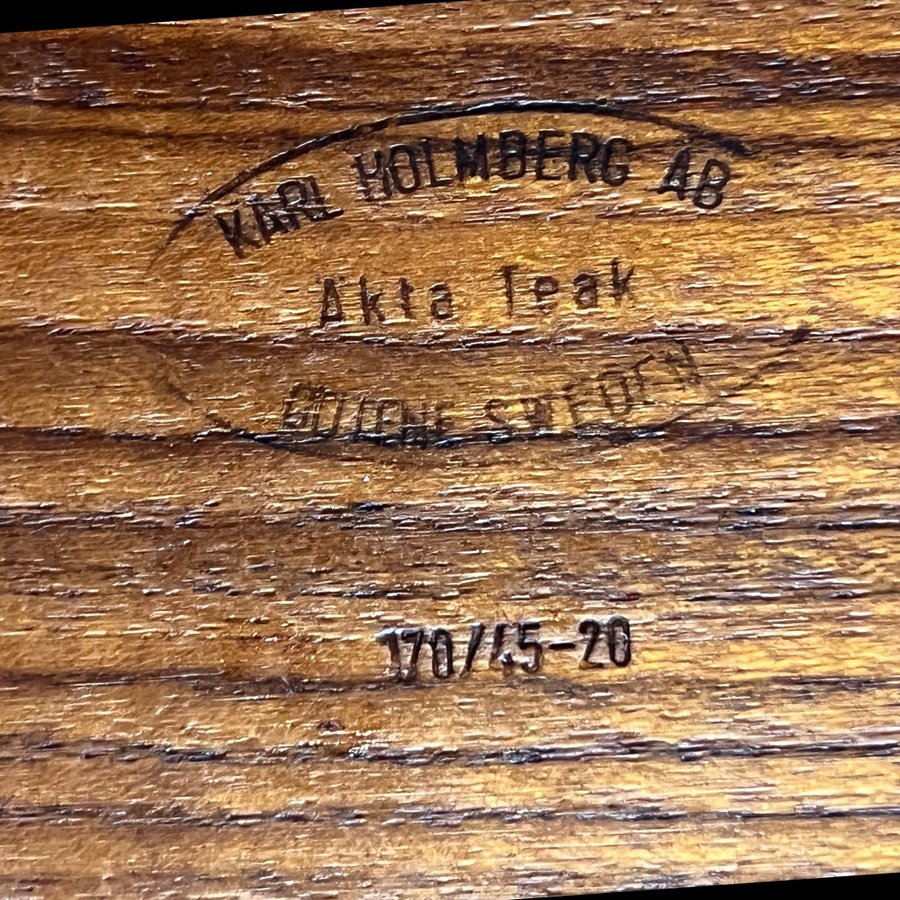 KARL HOLMBERG AB
Äkta Teak
GÖTENE SWEDEN
170/45-20